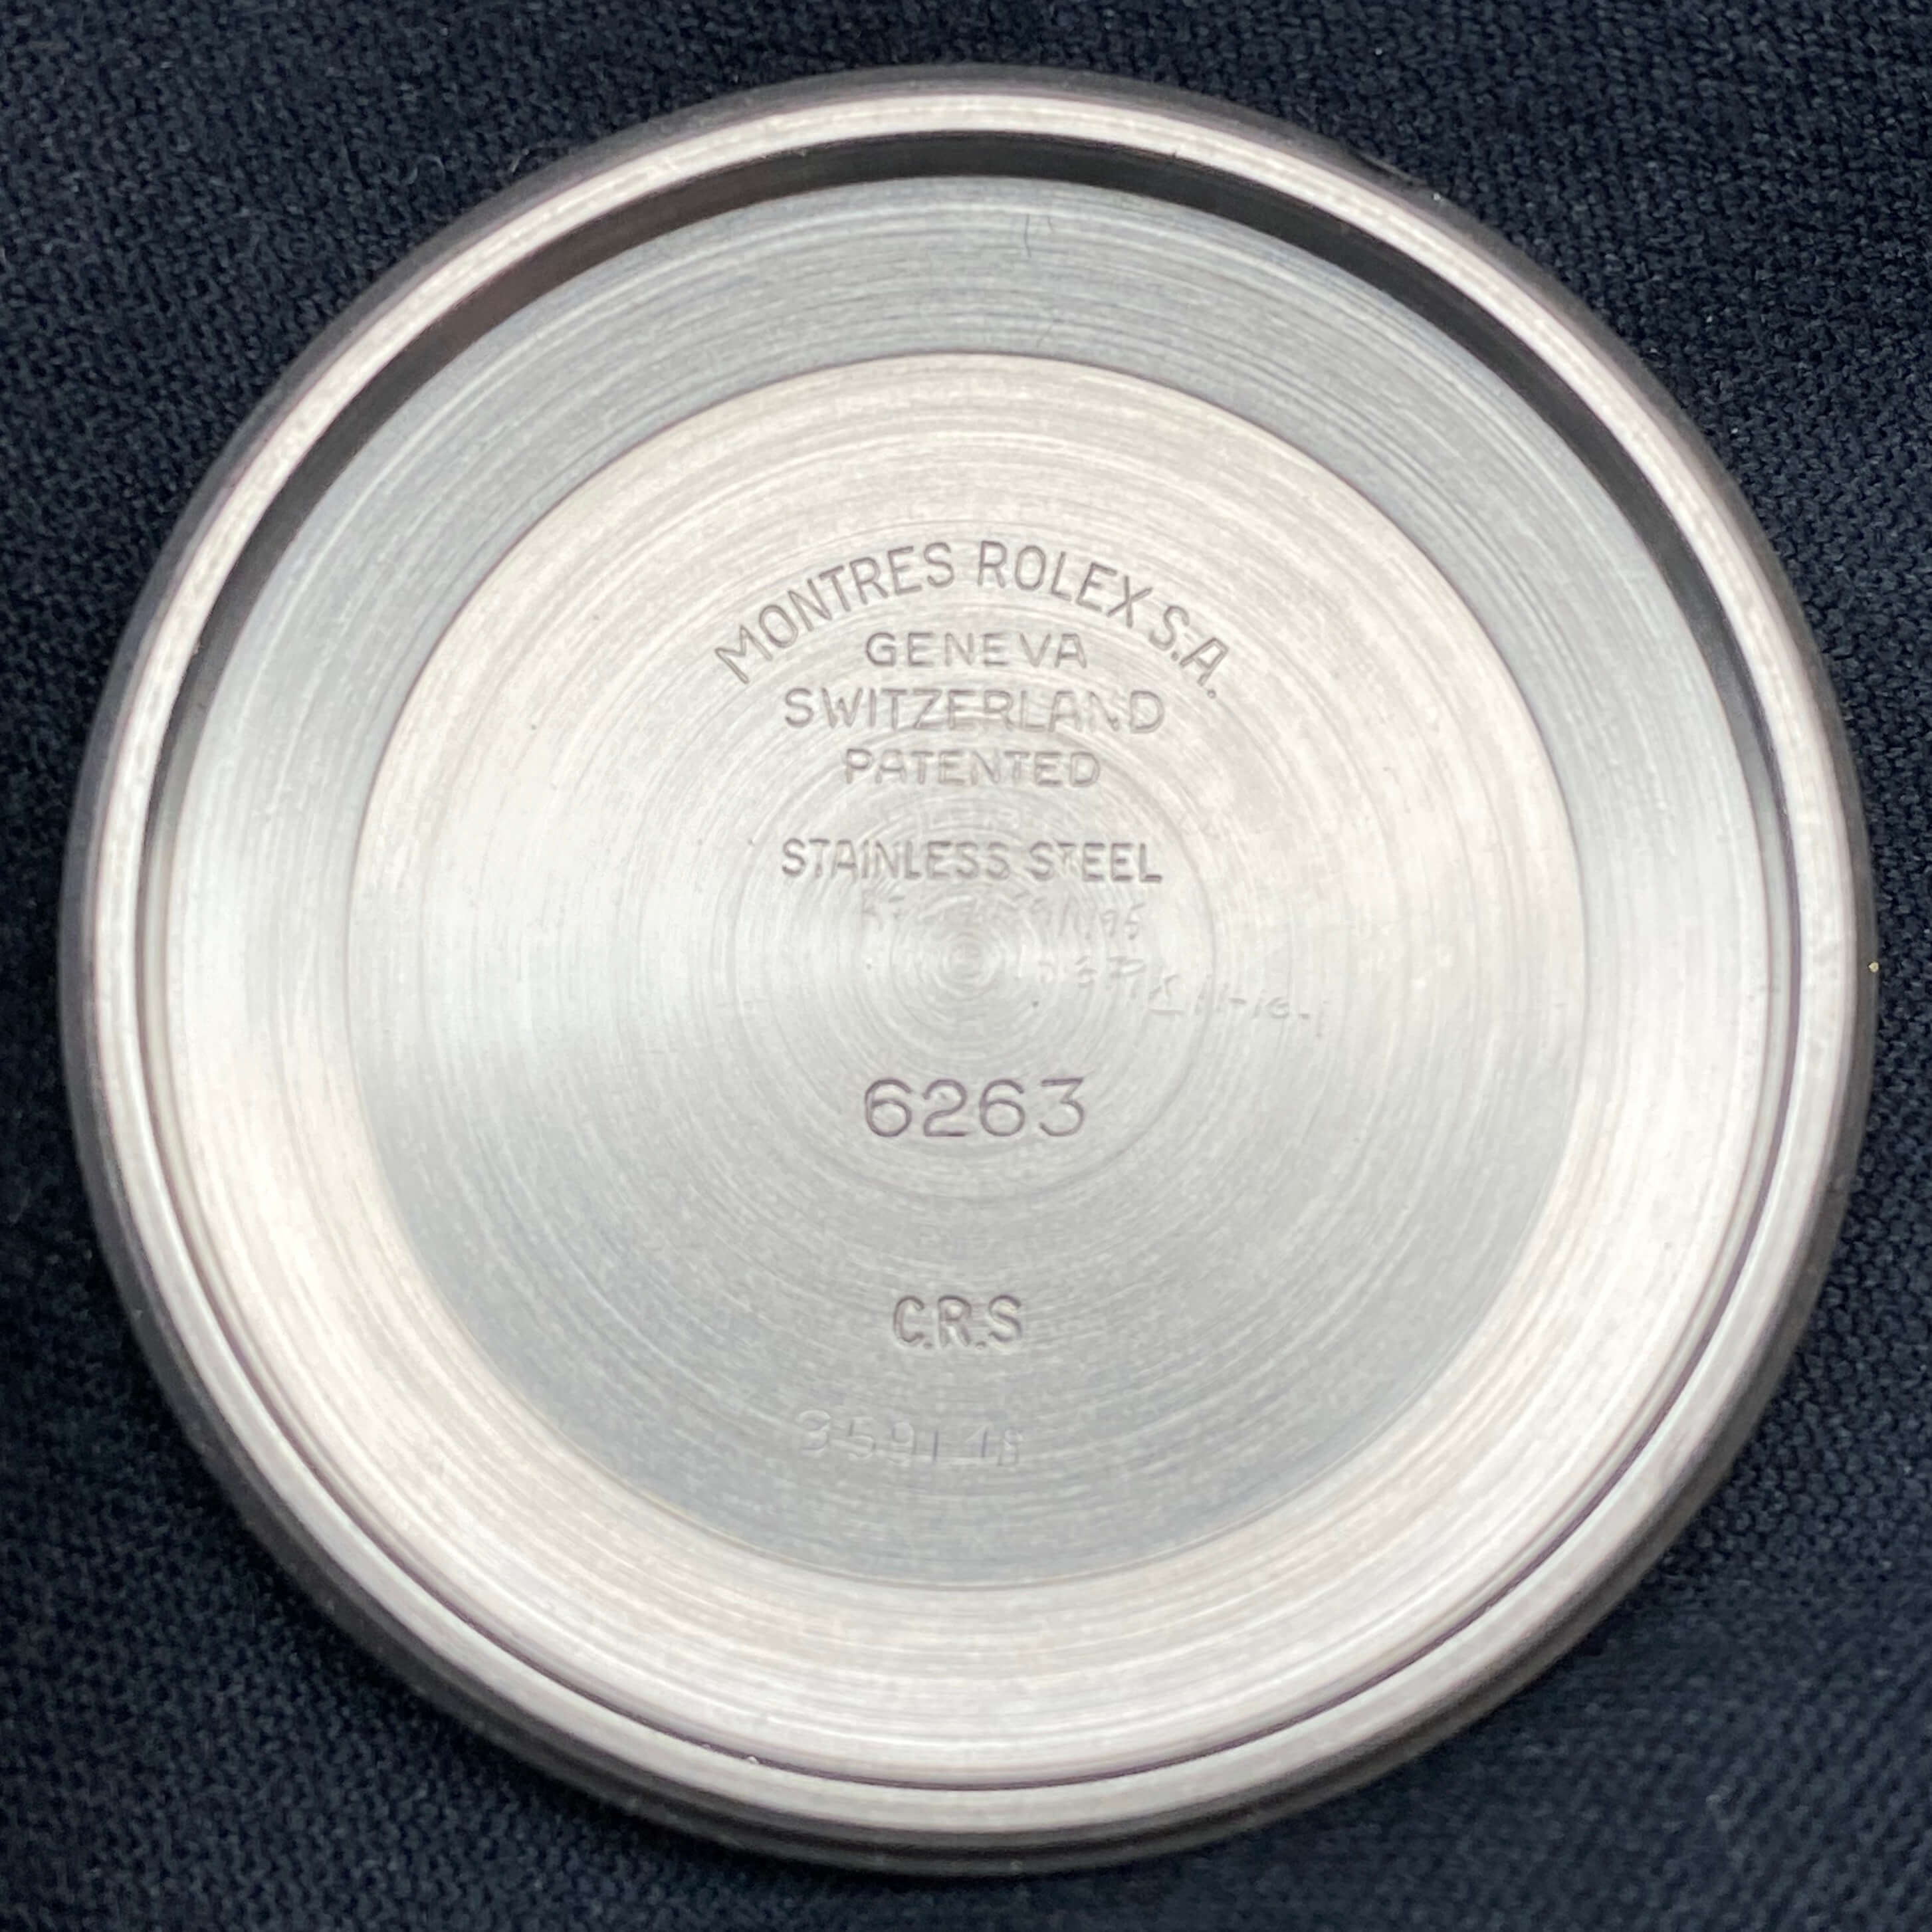 MONTRES ROLEX S.A.
GENEVA
SWITZERLAND
PATENTED
STAINLESS STEEL
6263
C.R.S